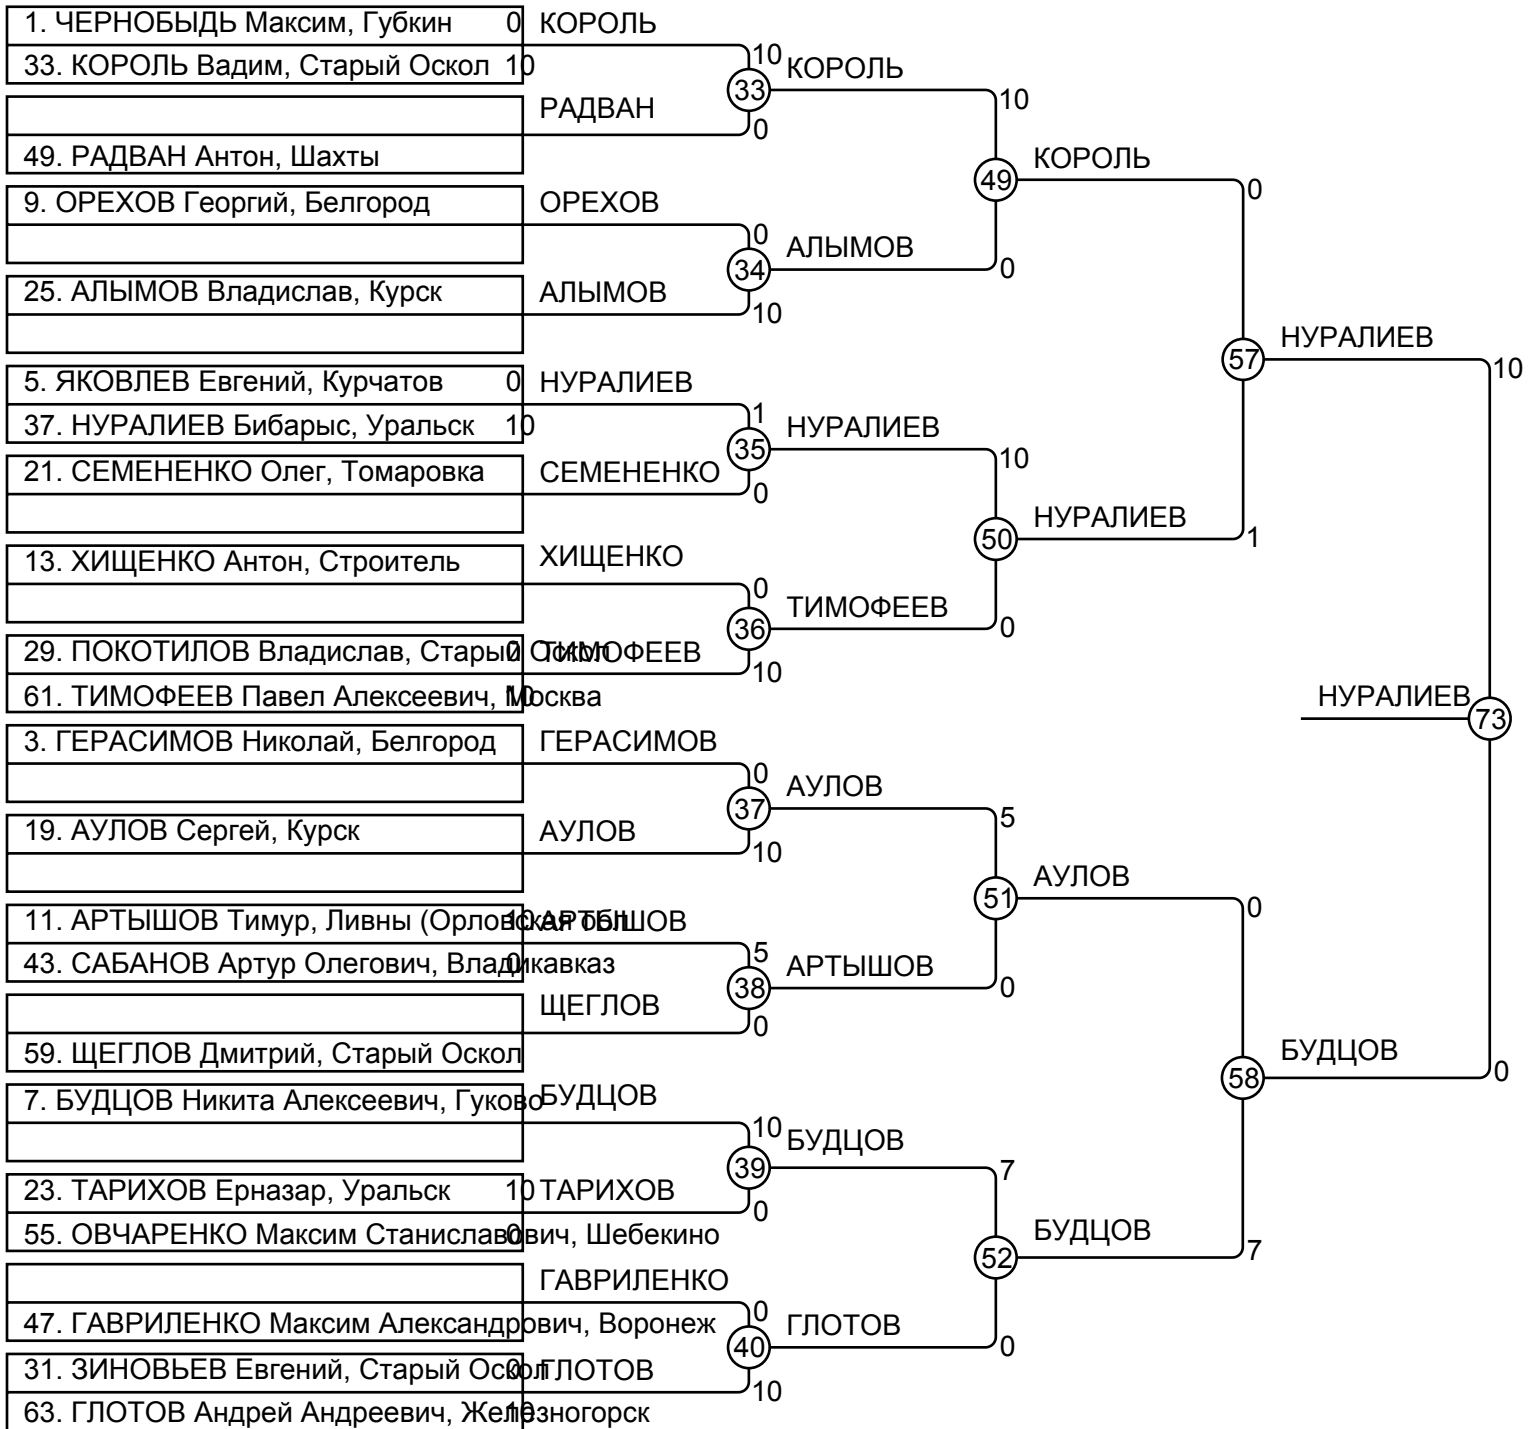 1. ЧЕРНОБЫДЬ Максим, Губкин 0 КОРОЛЬ
10
33. КОРОЛЬ Вадим, Старый Оскол 10
КОРОЛЬ
33
10
РАДВАН
0
49. РАДВАН Антон, Шахты
КОРОЛЬ
49
0
9. ОРЕХОВ Георгий, Белгород ОРЕХОВ
0
АЛЫМОВ
34
0
25. АЛЫМОВ Владислав, Курск АЛЫМОВ
10
НУРАЛИЕВ
57
10
5. ЯКОВЛЕВ Евгений, Курчатов 0 НУРАЛИЕВ
1
37. НУРАЛИЕВ Бибарыс, Уральск 10
НУРАЛИЕВ
35
10
21. СЕМЕНЕНКО Олег, Томаровка СЕМЕНЕНКО
0
НУРАЛИЕВ
50
1
13. ХИЩЕНКО Антон, Строитель ХИЩЕНКО
0
ТИМОФЕЕВ
36
0
29. ПОКОТИЛОВ Владислав, Старый Оскол 0 ТИМОФЕЕВ
10
61. ТИМОФЕЕВ Павел Алексеевич, Москва 10
НУРАЛИЕВ
73
3. ГЕРАСИМОВ Николай, Белгород ГЕРАСИМОВ
0
АУЛОВ
37
5
19. АУЛОВ Сергей, Курск АУЛОВ
10
АУЛОВ
51
0
11. АРТЫШОВ Тимур, Ливны (Орловская обл 10 АРТЫШОВ
5
43. САБАНОВ Артур Олегович, Владикавказ 0
АРТЫШОВ
38
0
ЩЕГЛОВ
0
59. ЩЕГЛОВ Дмитрий, Старый Оскол
БУДЦОВ
58
0
7. БУДЦОВ Никита Алексеевич, Гуково БУДЦОВ
10
БУДЦОВ
39
7
23. ТАРИХОВ Ерназар, Уральск 10 ТАРИХОВ
0
55. ОВЧАРЕНКО Максим Станиславович, Шебекино 0
БУДЦОВ
52
7
ГАВРИЛЕНКО
0
47. ГАВРИЛЕНКО Максим Александрович, Воронеж
ГЛОТОВ
40
0
31. ЗИНОВЬЕВ Евгений, Старый Оскол 0 ГЛОТОВ
10
63. ГЛОТОВ Андрей Андреевич, Железногорск 10